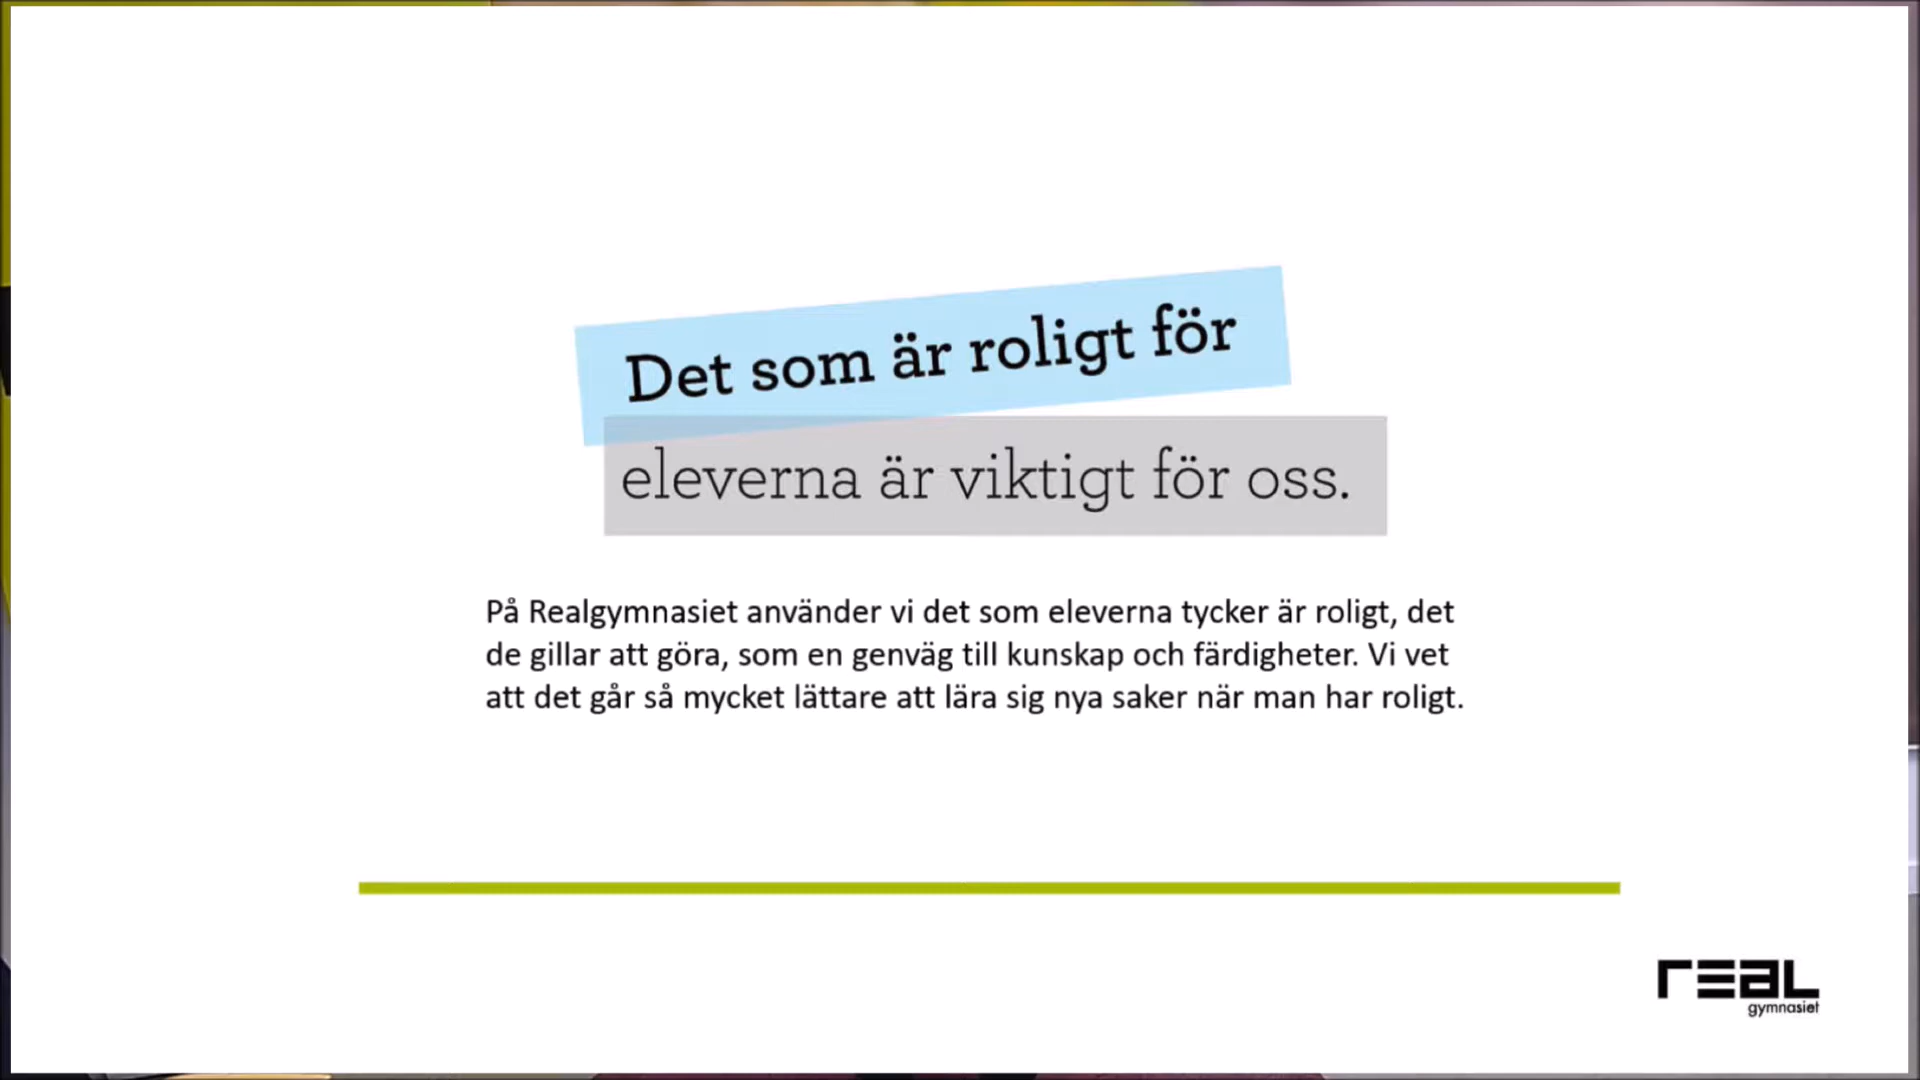 Det som är roligt för
eleverna är viktigt för oss.
På Realgymnasiet använder vi det som eleverna tycker är roligt, det
de gillar att göra, som en genväg till kunskap och färdigheter. Vi vet
att det går så mycket lättare att lära sig nya saker när man har roligt.
real
gymnasiet